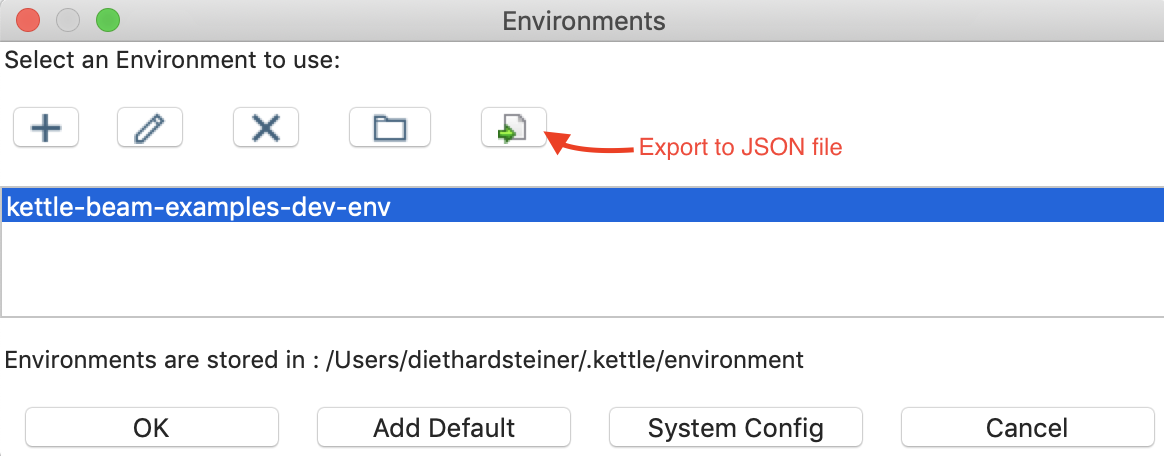 Environments
Select an Environment to use:
Export to JSON file
kettle-beam-examples-dev-env
Environments are stored in : /Users/diethardsteiner/.kettle/environment
OK
Add Default
System Config
Cancel